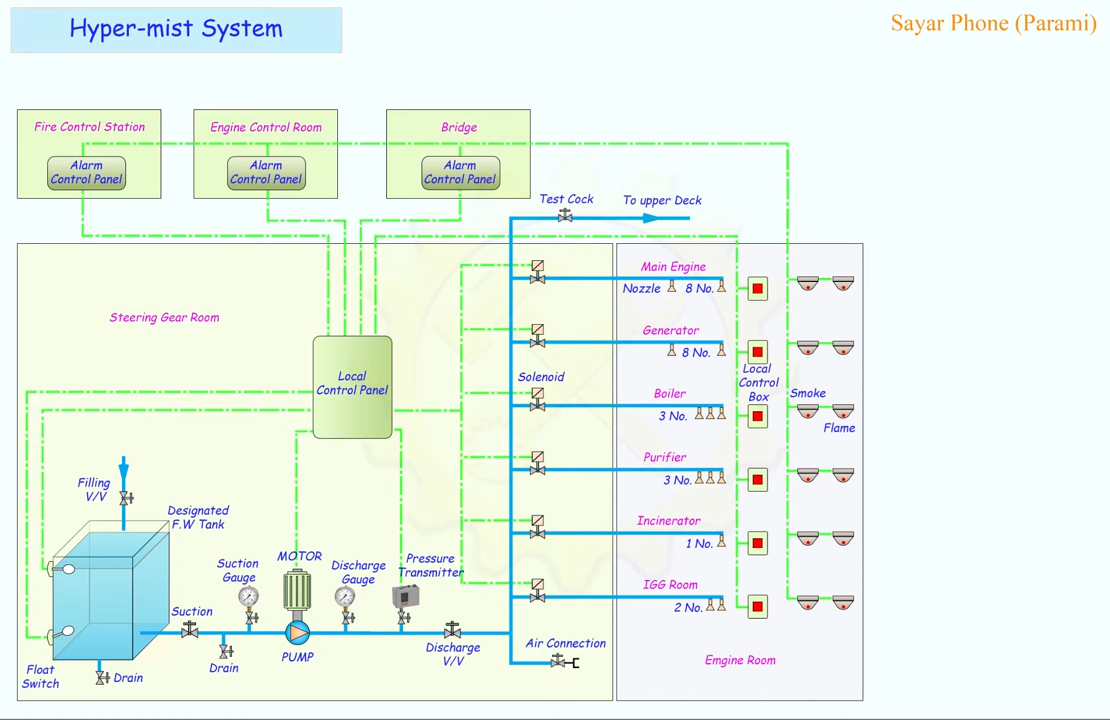 Hyper-mist System
Sayar Phone (Parami)
Fire Control Station
Engine Control Room
Bridge
Alarm
Control Panel
Alarm
Control Panel
Alarm
Control Panel
Test Cock
To upper Deck
Steering Gear Room
Main Engine
Nozzle 8 No.
Generator
8 No.
Local
Control Panel
Solenoid
Boiler
3 No.
Local
Control
Box
Smoke
Flame
Purifier
3 No.
Filling
V/V
Designated
F.W Tank
Incinerator
1 No.
Suction
Gauge
MOTOR
Discharge
Gauge
Pressure
Transmitter
IGG Room
2 No.
Suction
PUMP
Drain
Discharge
V/V
Air Connection
Float
Switch
Drain
Emgine Room